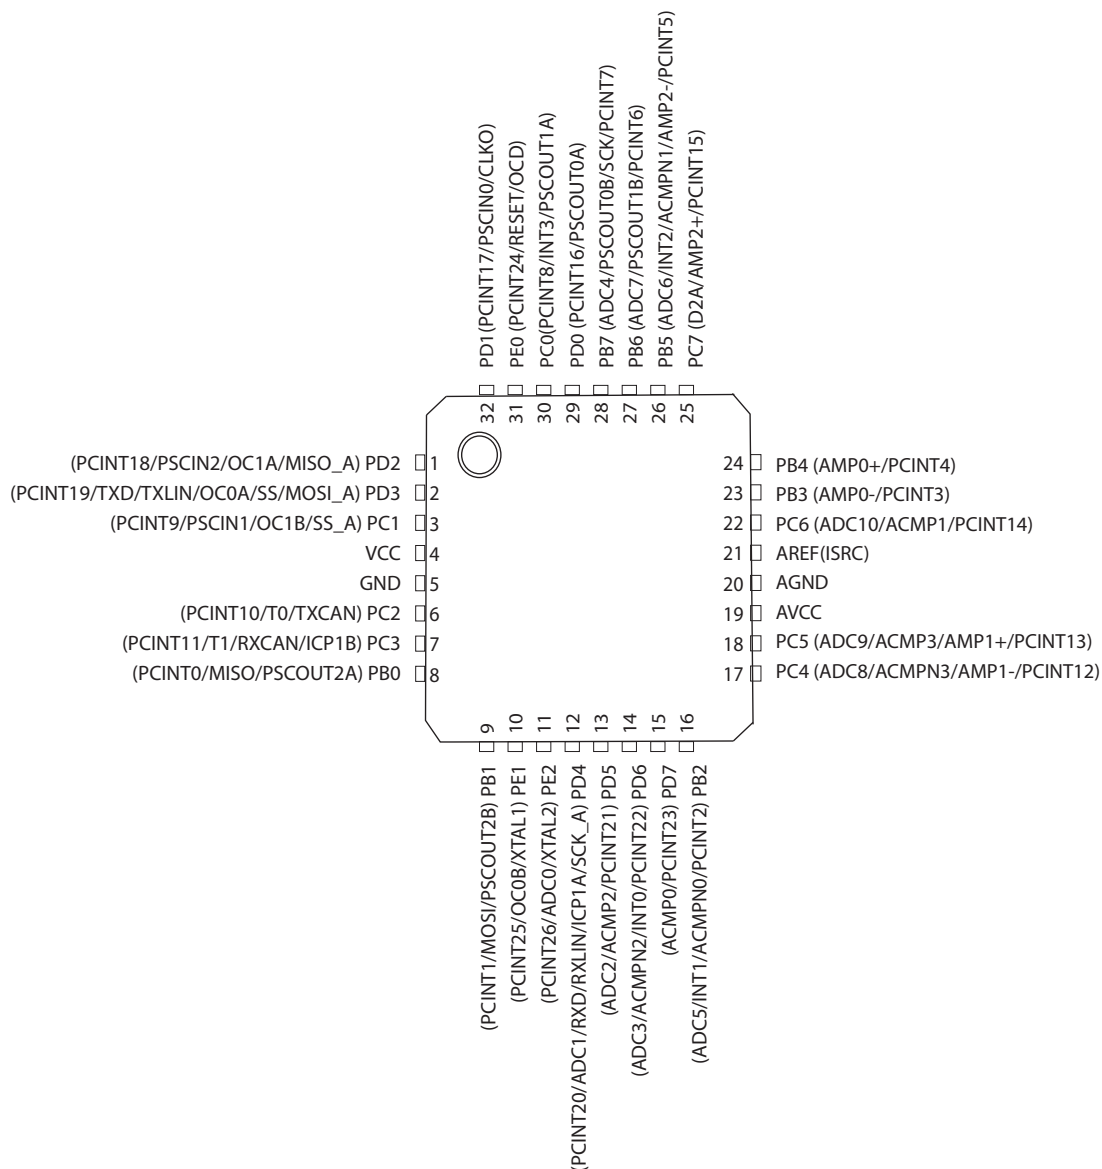 PD1(PCINT17/PSCIN0/CLKO)
PE0 (PCINT24/RESET/OCD)
PC0(PCINT8/INT3/PSCOUT1A)
PD0 (PCINT16/PSCOUT0A)
PB7 (ADC4/PSCOUT0B/SCK/PCINT7)
PB6 (ADC7/PSCOUT1B/PCINT6)
PB5 (ADC6/INT2/ACMPN1/AMP2-/PCINT5)
PC7 (D2A/AMP2+/PCINT15)
32
31
30
29
28
27
26
25
(PCINT18/PSCIN2/OC1A/MISO_A) PD2 1
(PCINT19/TXD/TXLIN/OC0A/SS/MOSI_A) PD3 2
(PCINT9/PSCIN1/OC1B/SS_A) PC1 3
VCC 4
GND 5
(PCINT10/T0/TXCAN) PC2 6
(PCINT11/T1/RXCAN/ICP1B) PC3 7
(PCINT0/MISO/PSCOUT2A) PB0 8
24 PB4 (AMP0+/PCINT4)
23 PB3 (AMP0-/PCINT3)
22 PC6 (ADC10/ACMP1/PCINT14)
21 AREF(ISRC)
20 AGND
19 AVCC
18 PC5 (ADC9/ACMP3/AMP1+/PCINT13)
17 PC4 (ADC8/ACMPN3/AMP1-/PCINT12)
9
10
11
12
13
14
15
16
(PCINT1/MOSI/PSCOUT2B) PB1
(PCINT25/OC0B/XTAL1) PE1
(PCINT26/ADC0/XTAL2) PE2
(PCINT20/ADC1/RXD/RXLIN/ICP1A/SCK_A) PD4
(ADC2/ACMP2/PCINT21) PD5
(ADC3/ACMPN2/INT0/PCINT22) PD6
(ACMP0/PCINT23) PD7
(ADC5/INT1/ACMPN0/PCINT2) PB2